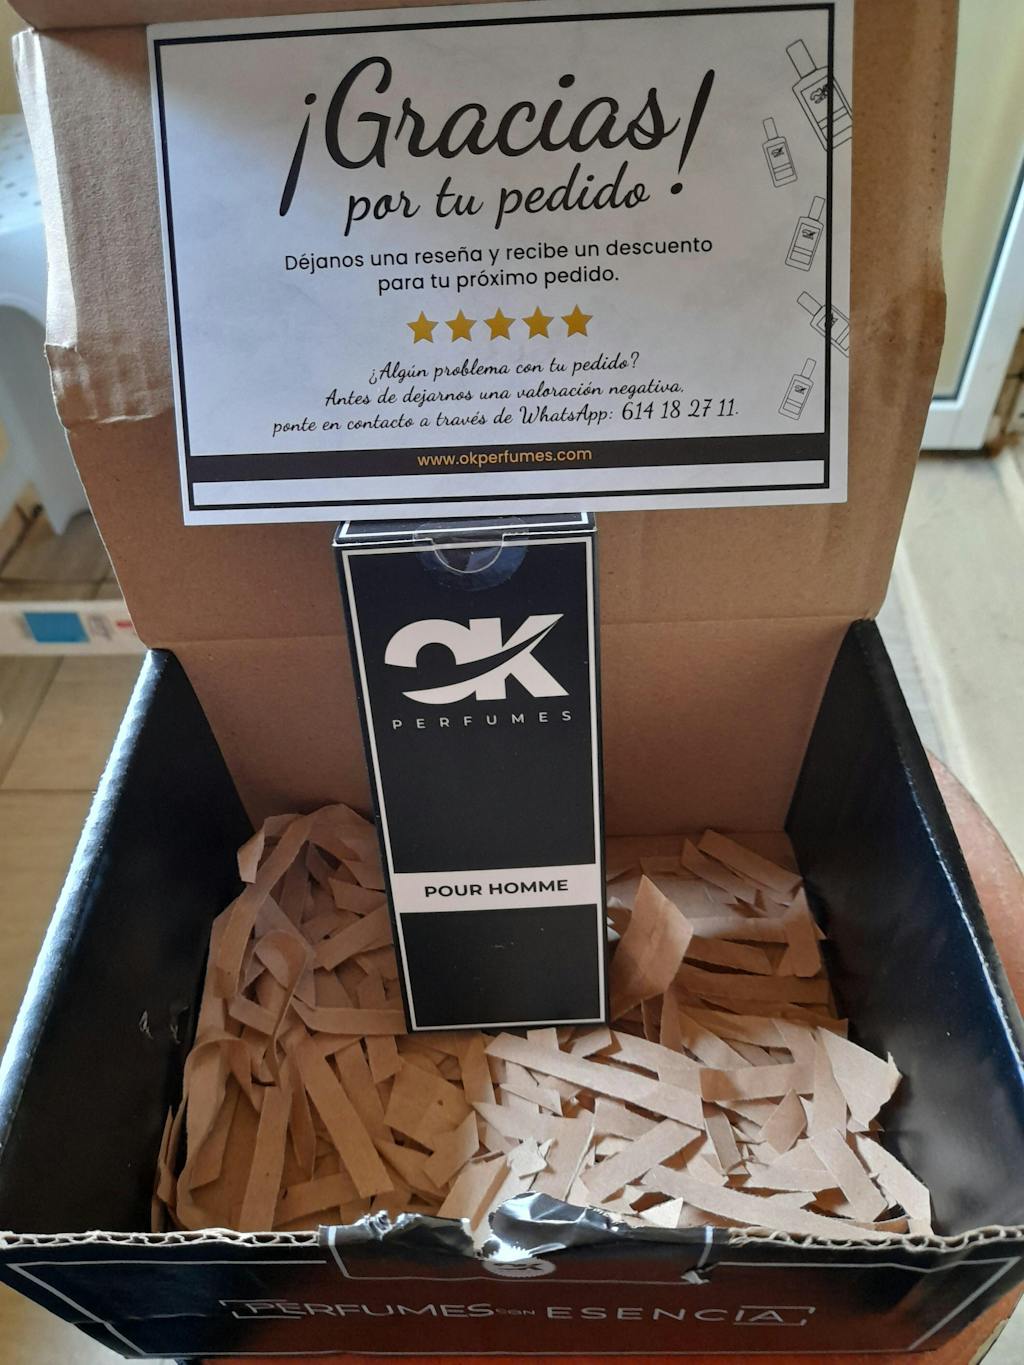 ¡Gracias!
por tu pedido
Déjanos una reseña y recibe un descuento
para tu próximo pedido.
¿Algún problema con tu pedido?
Antes de dejarnos una valoración negativa,
ponte en contacto a través de WhatsApp: 614 18 27 11.
www.okperfumes.com
OK
PERFUMES
POUR HOMME
PERFUMES CON ESENCIA